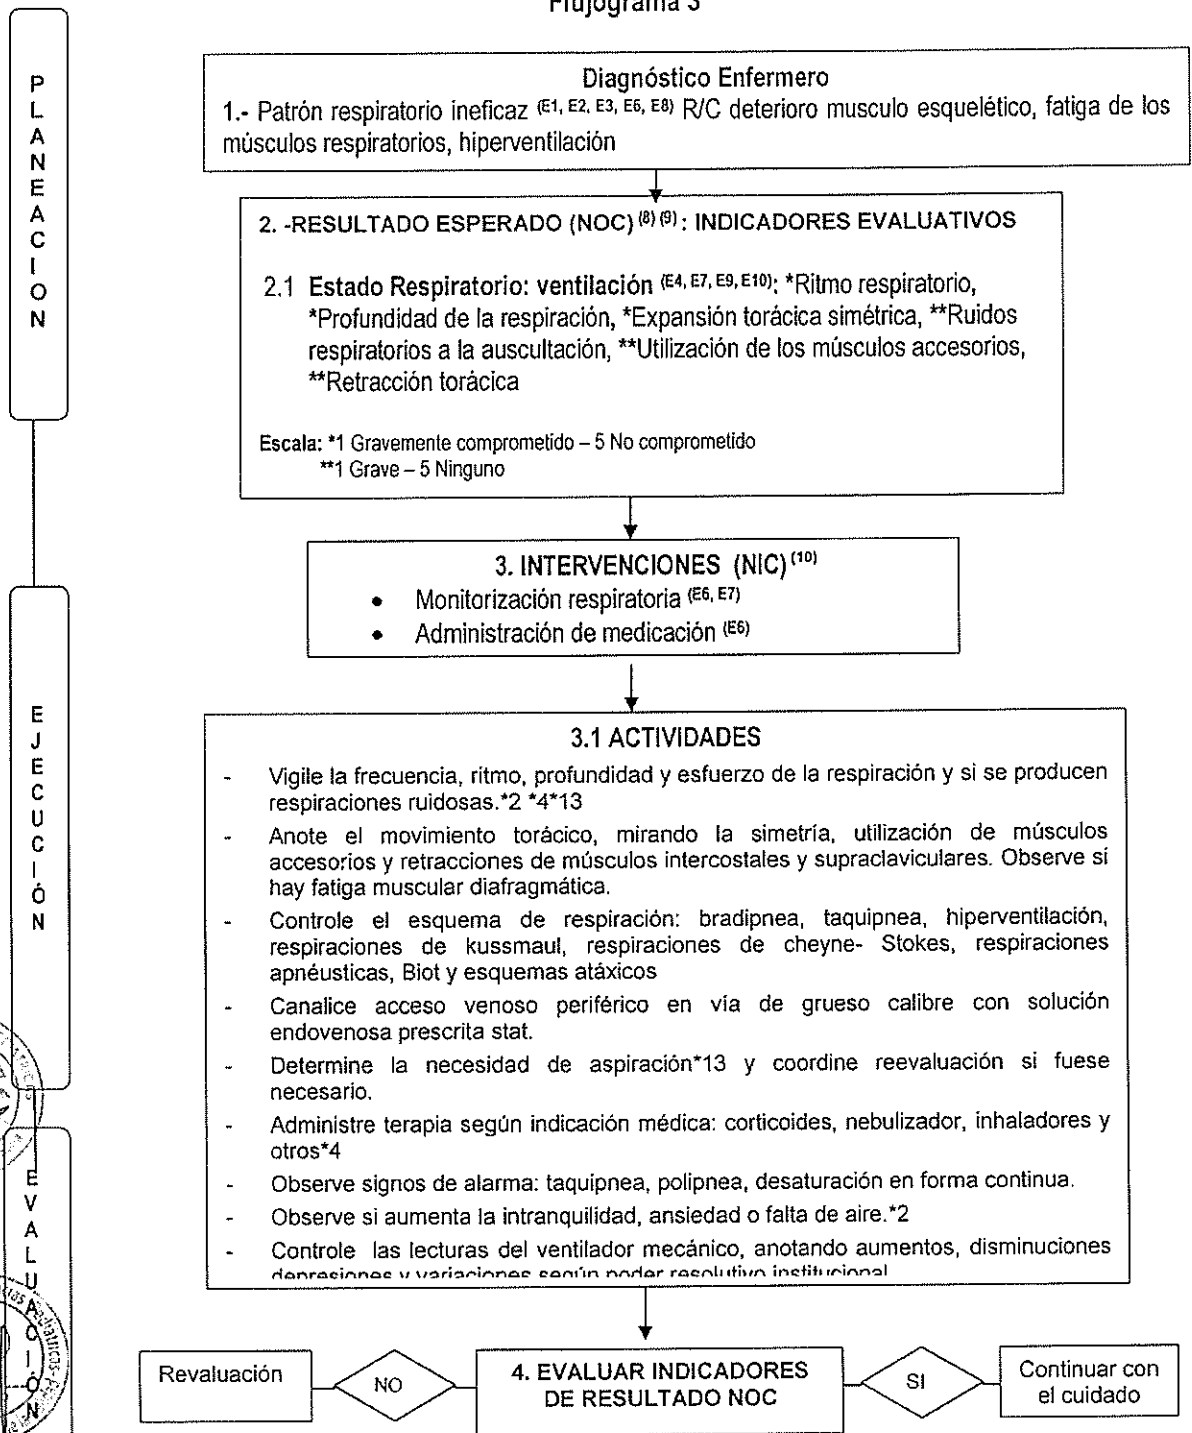 Flujograma 3
PLANEACION
Diagnóstico Enfermero
1.- Patrón respiratorio ineficaz (E1, E2, E3, E6, E8) R/C deterioro musculo esquelético, fatiga de los
músculos respiratorios, hiperventilación
2. -RESULTADO ESPERADO (NOC) (8) (9) : INDICADORES EVALUATIVOS
2.1 Estado Respiratorio: ventilación (E4, E7, E9, E10): *Ritmo respiratorio,
*Profundidad de la respiración, *Expansión torácica simétrica, **Ruidos
respiratorios a la auscultación, **Utilización de los músculos accesorios,
**Retracción torácica
Escala: *1 Gravemente comprometido – 5 No comprometido
**1 Grave – 5 Ninguno
3. INTERVENCIONES (NIC) (10)
• Monitorización respiratoria (E6, E7)
• Administración de medicación (E6)
EJECUCIÓN
3.1 ACTIVIDADES
- Vigile la frecuencia, ritmo, profundidad y esfuerzo de la respiración y si se producen
respiraciones ruidosas.*2 *4*13
- Anote el movimiento torácico, mirando la simetría, utilización de músculos
accesorios y retracciones de músculos intercostales y supraclaviculares. Observe si
hay fatiga muscular diafragmática.
- Controle el esquema de respiración: bradipnea, taquipnea, hiperventilación,
respiraciones de kussmaul, respiraciones de cheyne- Stokes, respiraciones
apnéusticas, Biot y esquemas atáxicos
- Canalice acceso venoso periférico en vía de grueso calibre con solución
endovenosa prescrita stat.
- Determine la necesidad de aspiración*13 y coordine reevaluación si fuese
necesario.
- Administre terapia según indicación médica: corticoides, nebulizador, inhaladores y
otros*4
- Observe signos de alarma: taquipnea, polipnea, desaturación en forma continua.
- Observe si aumenta la intranquilidad, ansiedad o falta de aire.*2
- Controle las lecturas del ventilador mecánico, anotando aumentos, disminuciones
depresiones y variaciones según poder resolutivo institucional
EVALUACIÓN
Revaluación
NO
4. EVALUAR INDICADORES
DE RESULTADO NOC
SI
Continuar con
el cuidado